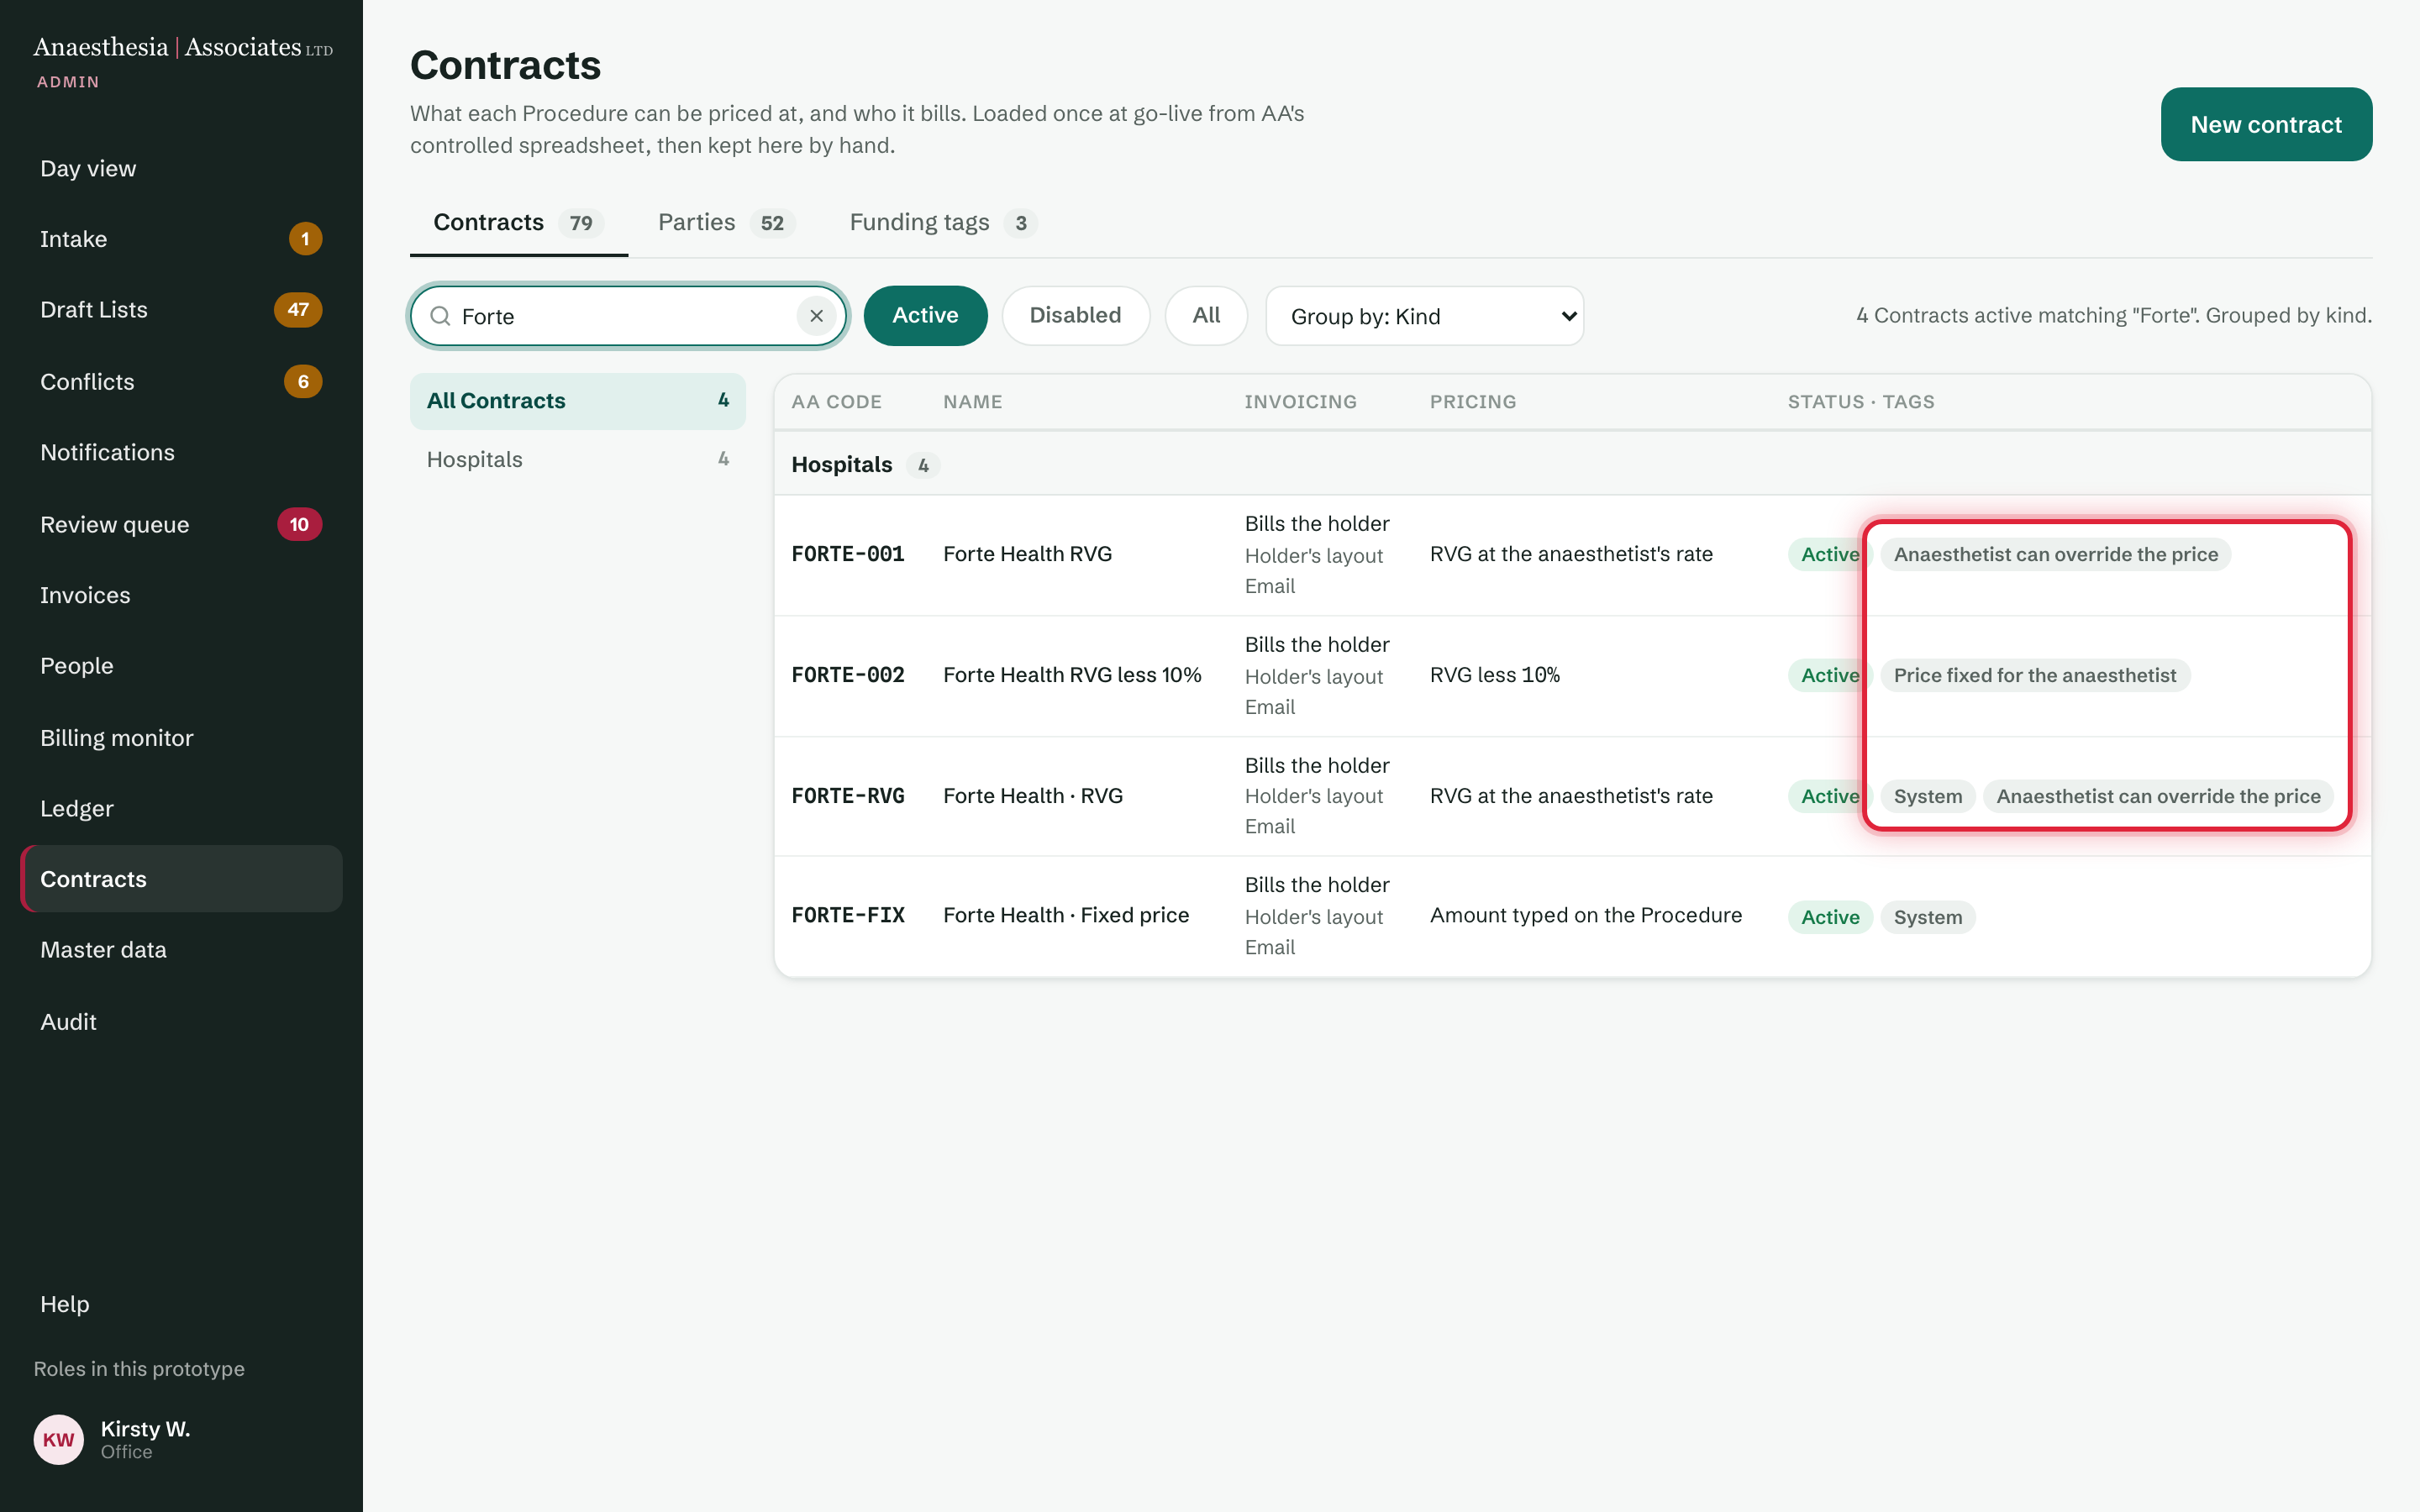 Anaesthesia | Associates LTD
ADMIN
Day view
Intake 1
Draft Lists 47
Conflicts 6
Notifications
Review queue 10
Invoices
People
Billing monitor
Ledger
Contracts
Master data
Audit
Help
Roles in this prototype
KW
Kirsty W.
Office
Contracts
What each Procedure can be priced at, and who it bills. Loaded once at go-live from AA's
controlled spreadsheet, then kept here by hand.
New contract
Contracts 79 Parties 52 Funding tags 3
Forte Active Disabled All Group by: Kind 4 Contracts active matching "Forte". Grouped by kind.
All Contracts 4
Hospitals 4
AA CODE NAME INVOICING PRICING STATUS · TAGS
Hospitals 4
FORTE-001 Forte Health RVG Bills the holder
Holder's layout
Email
RVG at the anaesthetist's rate Active Anaesthetist can override the price
FORTE-002 Forte Health RVG less 10% Bills the holder
Holder's layout
Email
RVG less 10% Active Price fixed for the anaesthetist
FORTE-RVG Forte Health · RVG Bills the holder
Holder's layout
Email
RVG at the anaesthetist's rate Active System Anaesthetist can override the price
FORTE-FIX Forte Health · Fixed price Bills the holder
Holder's layout
Email
Amount typed on the Procedure Active System